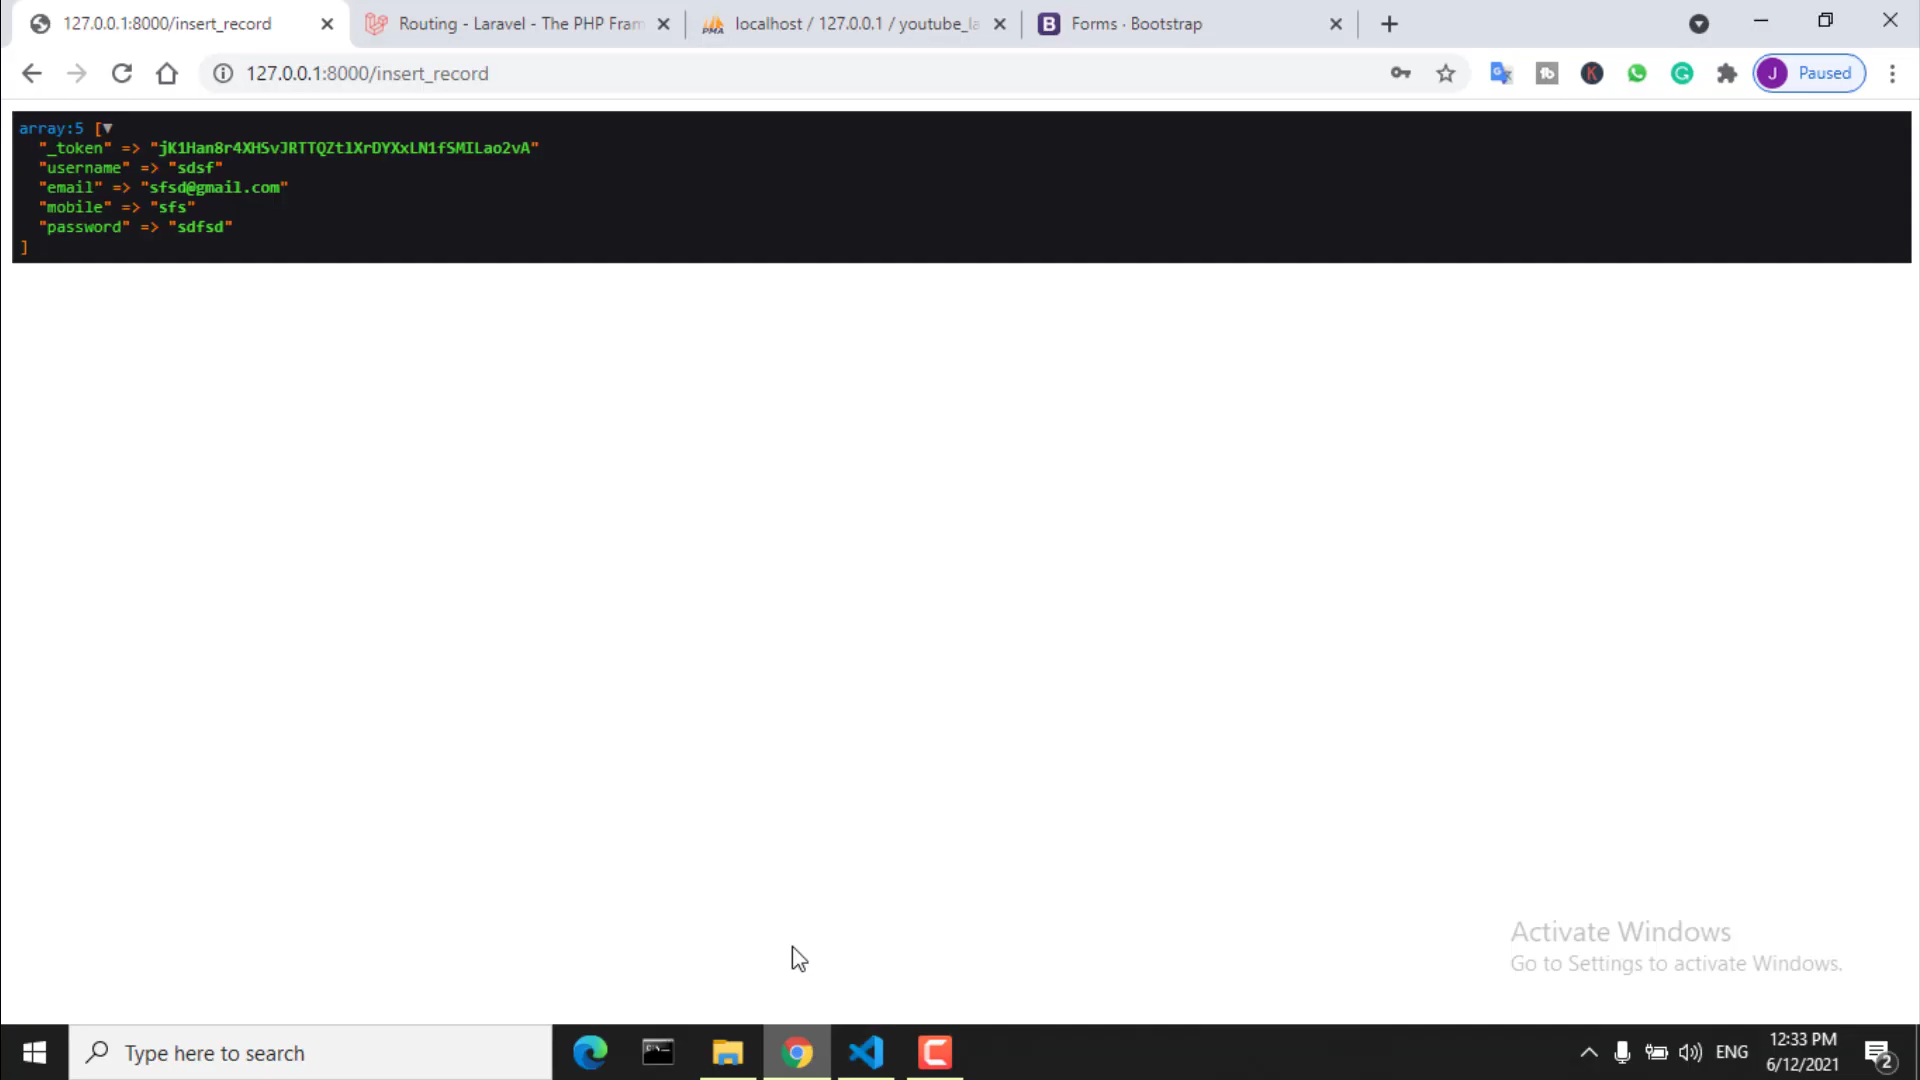 127.0.0.1:8000/insert_record
Routing - Laravel - The PHP Fram
localhost / 127.0.0.1 / youtube_la
B
Forms · Bootstrap
127.0.0.1:8000/insert_record
J
Paused
array:5 [▼
"_token" => "jK1Han8r4XHSvJRTTQZtlXrDYXxLN1fSMILao2vA"
"username" => "sdsf"
"email" => "sfsd@gmail.com"
"mobile" => "sfs"
"password" => "sdfsd"
]
Activate Windows
Go to Settings to activate Windows.
Type here to search
ENG
12:33 PM
6/12/2021
2